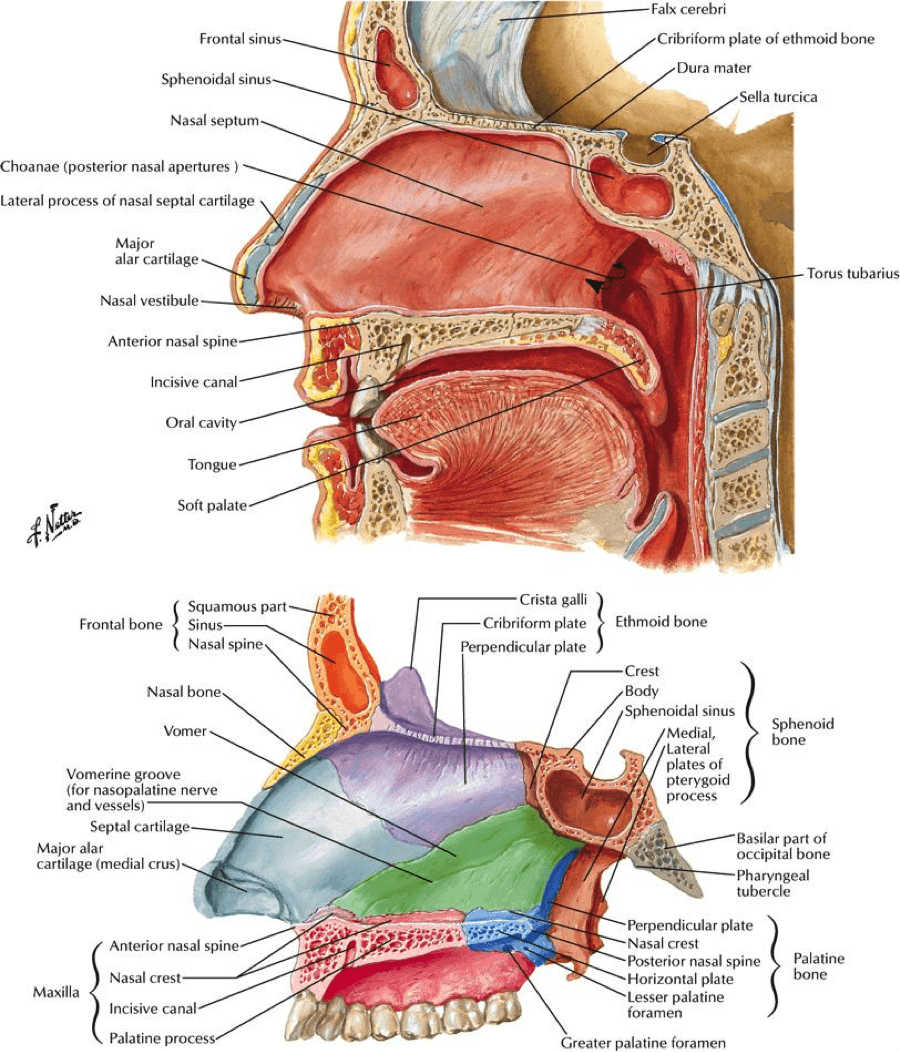 Falx cerebri
Frontal sinus
Cribriform plate of ethmoid bone
Dura mater
Sphenoidal sinus
Sella turcica
Nasal septum
Choanae (posterior nasal apertures )
Lateral process of nasal septal cartilage
Major
alar cartilage
Torus tubarius
Nasal vestibule
Anterior nasal spine
Incisive canal
Oral cavity
Tongue
Soft palate
F. Netter
M.D.
Frontal bone
Squamous part
Sinus
Nasal spine
Crista galli
Cribriform plate
Perpendicular plate
Ethmoid bone
Nasal bone
Vomer
Vomerine groove
(for nasopalatine nerve
and vessels)
Septal cartilage
Major alar
cartilage (medial crus)
Crest
Body
Sphenoidal sinus
Medial,
Lateral
plates of
pterygoid
process
Sphenoid
bone
Basilar part of
occipital bone
Pharyngeal
tubercle
Maxilla
Anterior nasal spine
Nasal crest
Incisive canal
Palatine process
Perpendicular plate
Nasal crest
Posterior nasal spine
Horizontal plate
Lesser palatine
foramen
Palatine
bone
Greater palatine foramen